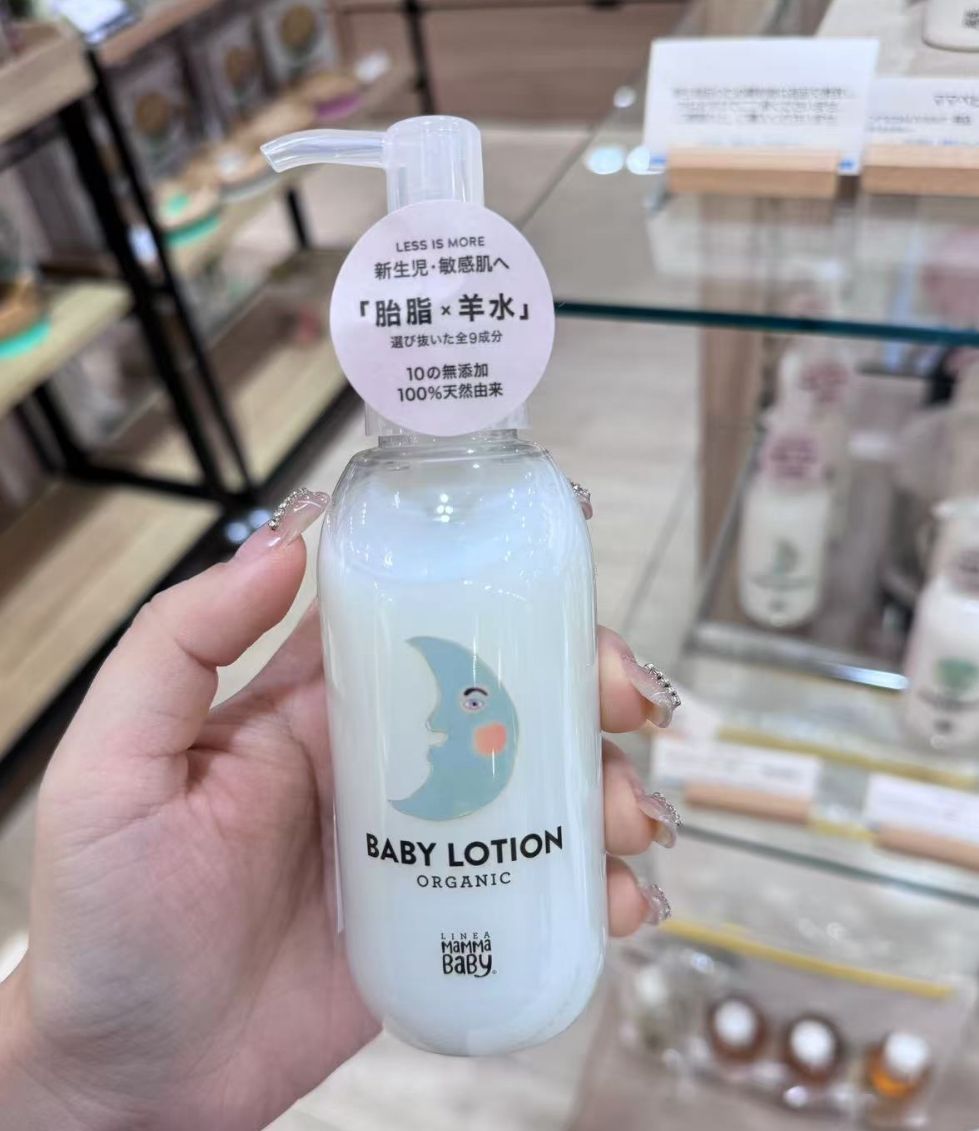 LESS IS MORE
新生児・敏感肌へ
「胎脂×羊水」
選び抜いた全9成分
10の無添加
100%天然由来
BABY LOTION
ORGANIC
LINEA
MAMMA
BABY